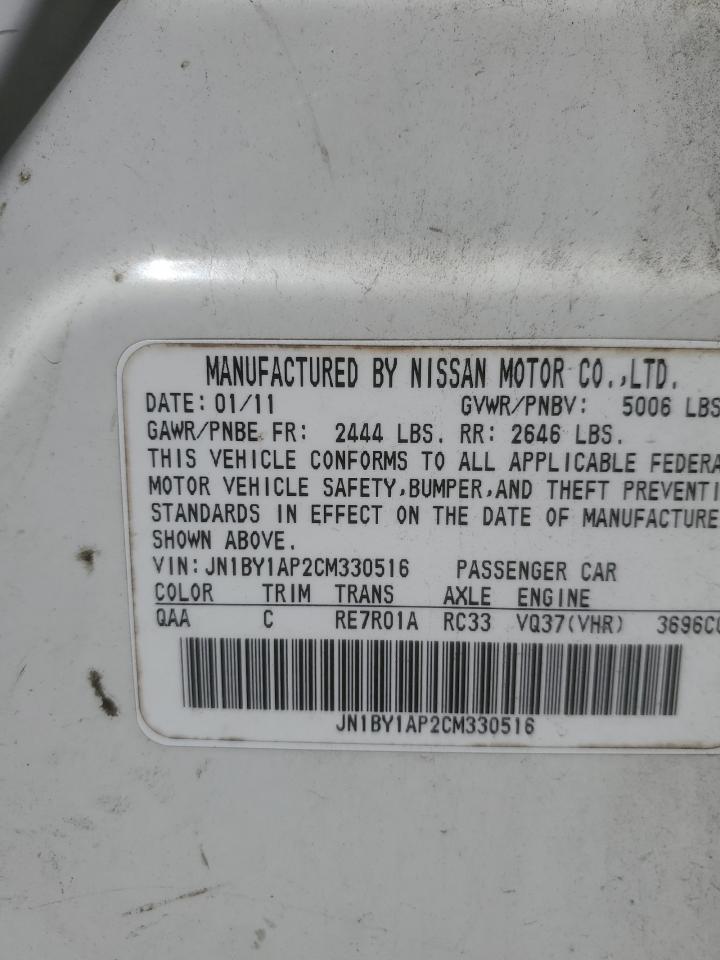 MANUFACTURED BY NISSAN MOTOR CO.,LTD.
DATE: 01/11 GVWR/PNBV: 5006 LBS
GAWR/PNBE FR: 2444 LBS. RR: 2646 LBS.
THIS VEHICLE CONFORMS TO ALL APPLICABLE FEDERA
MOTOR VEHICLE SAFETY,BUMPER,AND THEFT PREVENTI
STANDARDS IN EFFECT ON THE DATE OF MANUFACTURE
SHOWN ABOVE.
VIN: JN1BY1AP2CM330516 PASSENGER CAR
COLOR TRIM TRANS AXLE ENGINE
QAA C RE7R01A RC33 VQ37(VHR) 3696CC
JN1BY1AP2CM330516